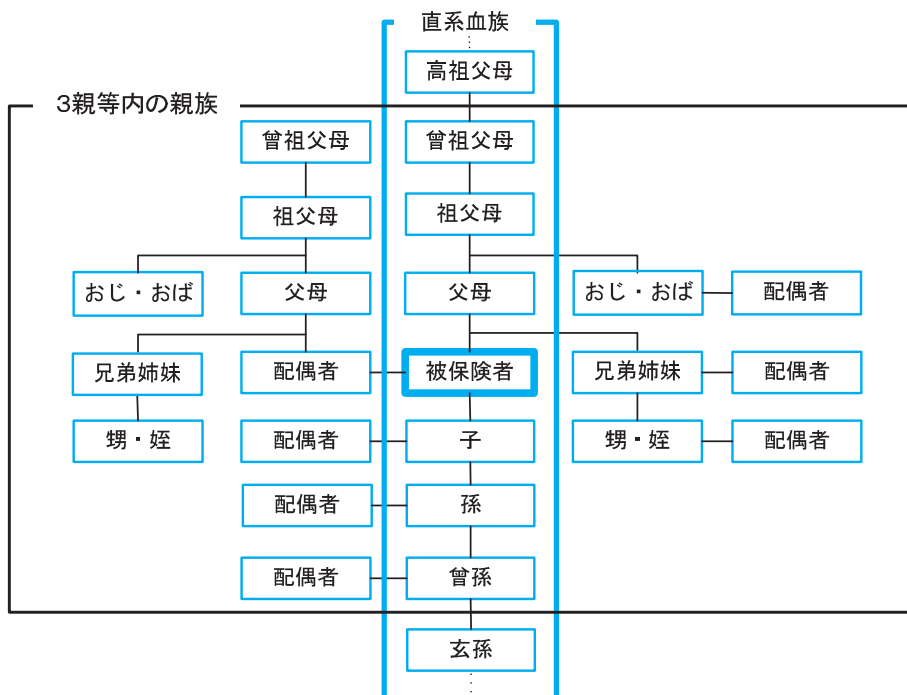 直系血族
高祖父母
3親等内の親族
曾祖父母
曾祖父母
祖父母
祖父母
おじ・おば
父母
父母
おじ・おば
配偶者
兄弟姉妹
配偶者
被保険者
兄弟姉妹
配偶者
甥・姪
配偶者
子
甥・姪
配偶者
配偶者
孫
配偶者
曾孫
玄孫